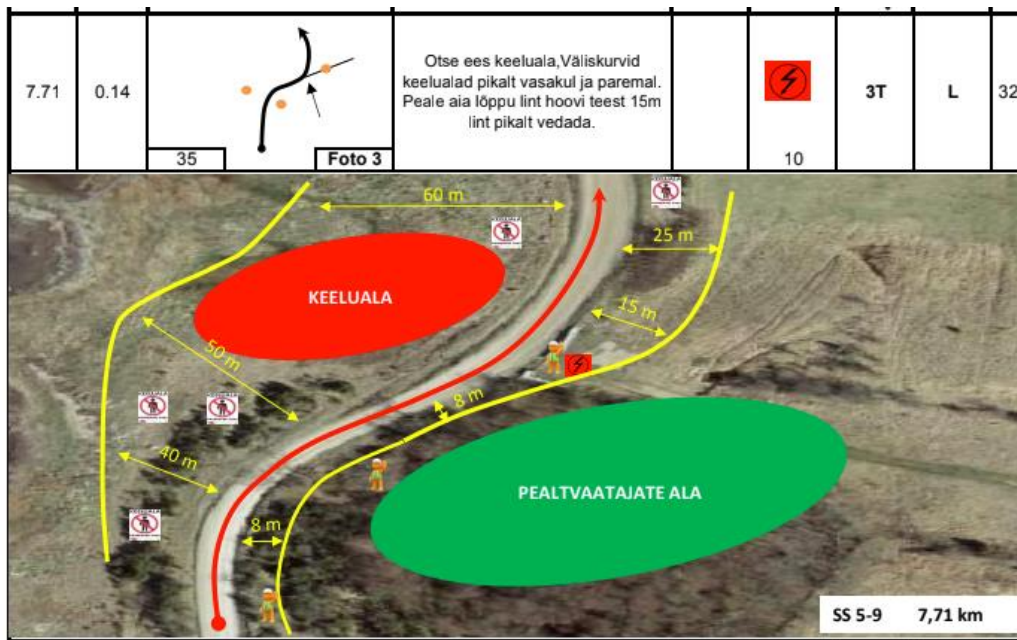 7.71
0.14
35
Foto 3
Otse ees keeluala,Väliskurvid
keelualad pikalt vasakul ja paremal.
Peale aia lõppu lint hoovi teest 15m
lint pikalt vedada.
10
3T
L
32
60 m
25 m
KEELUALA
15 m
50 m
8 m
40 m
PEALTVAATAJATE ALA
8 m
SS 5-9 7,71 km